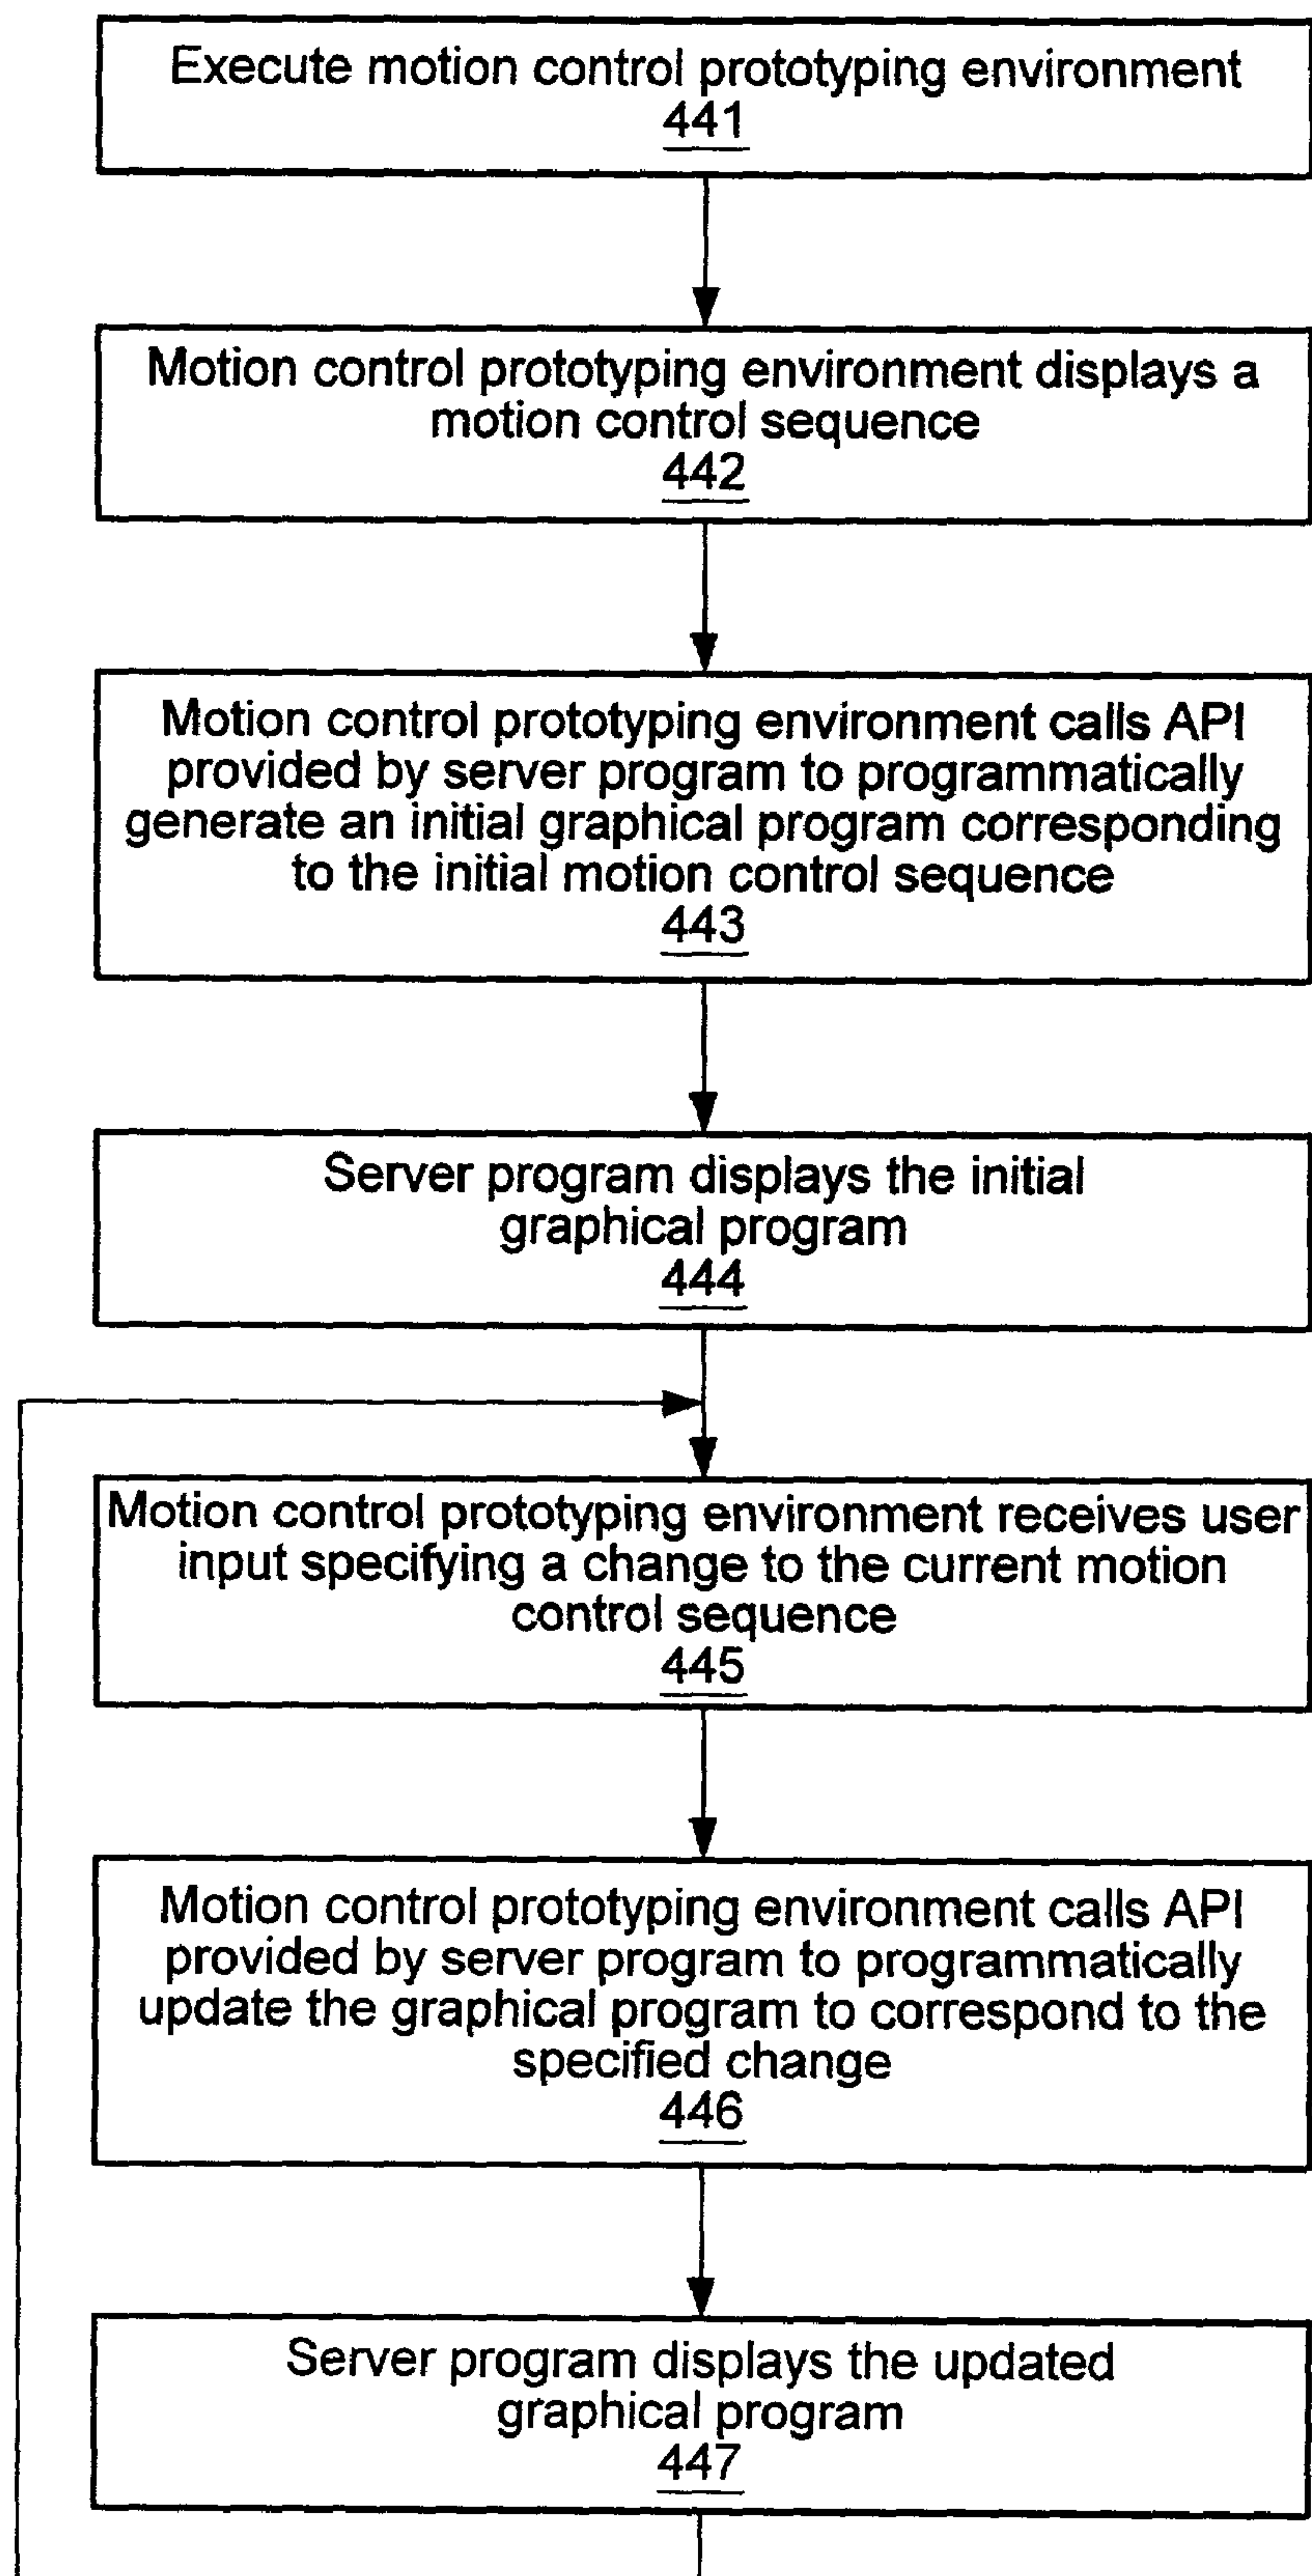 Execute motion control prototyping environment
441
Motion control prototyping environment displays a
motion control sequence
442
Motion control prototyping environment calls API
provided by server program to programmatically
generate an initial graphical program corresponding
to the initial motion control sequence
443
Server program displays the initial
graphical program
444
Motion control prototyping environment receives user
input specifying a change to the current motion
control sequence
445
Motion control prototyping environment calls API
provided by server program to programmatically
update the graphical program to correspond to the
specified change
446
Server program displays the updated
graphical program
447